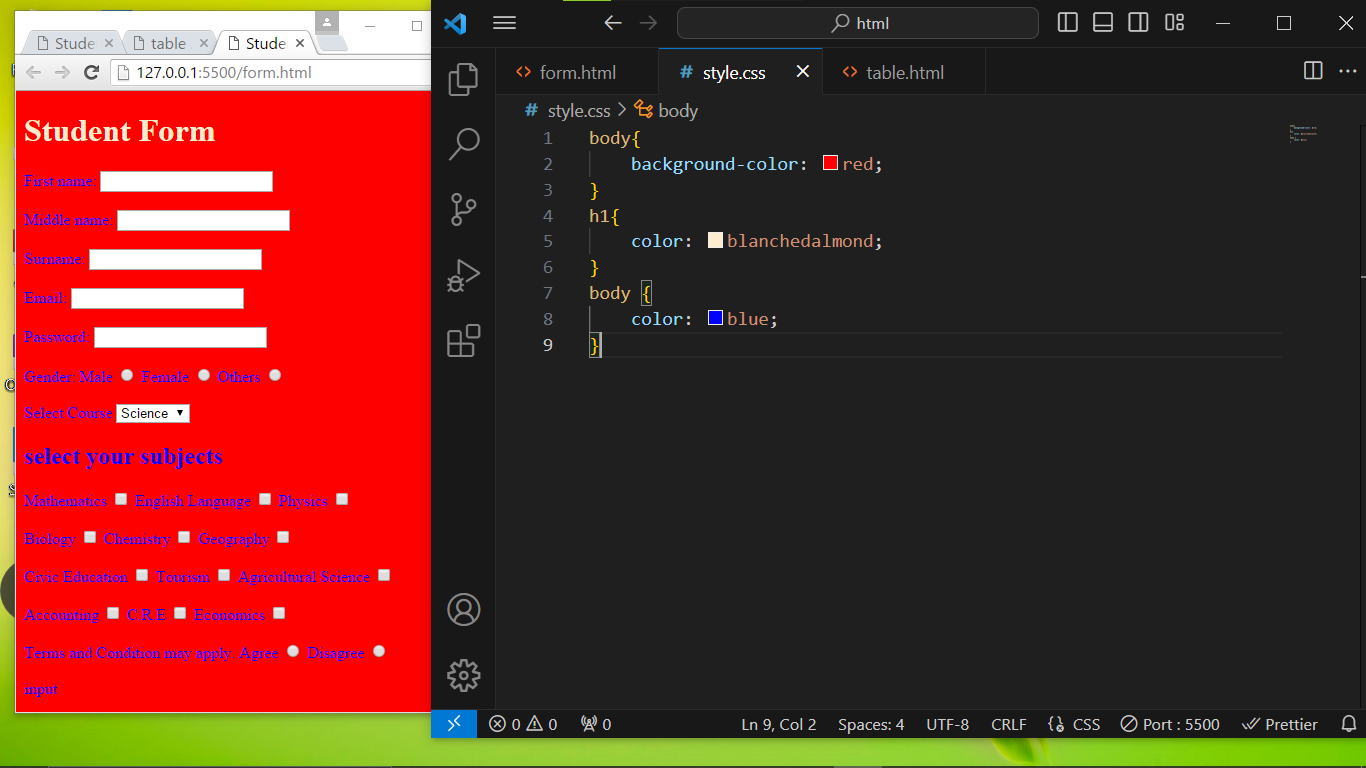 Stude
table
Stude
127.0.0.1:5500/form.html
Student Form
First name:
Middle name:
Surname:
Email:
Password:
Gender: Male Female Others
Select Course Science
select your subjects
Mathematics English Language Physics
Biology Chemistry Geography
Civic Education Tourism Agricultural Science
Accounting C.R.E Economics
Terms and Condition may apply: Agree Disagree
input
html
form.html
# style.css
table.html
# style.css > body
1 body{
2 background-color: red;
3 }
4 h1{
5 color: blanchedalmond;
6 }
7 body {
8 color: blue;
9 }
0 0 0 Ln 9, Col 2 Spaces: 4 UTF-8 CRLF {} CSS Port : 5500 Prettier